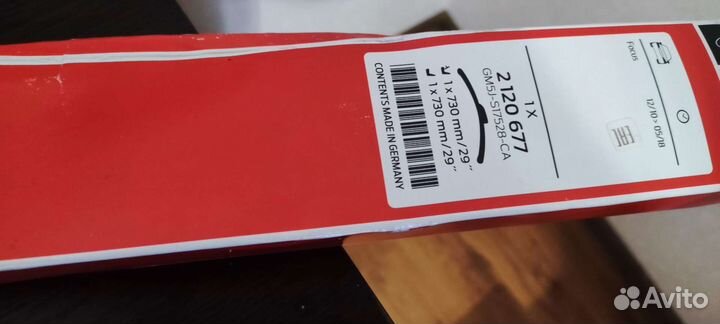 Focus
12/10 > 05/18
1X
2 120 677
GM5J-S17528-CA
1 x 730 mm/29"
1 x 730 mm/29"
CONTENTS MADE IN GERMANY
Avito